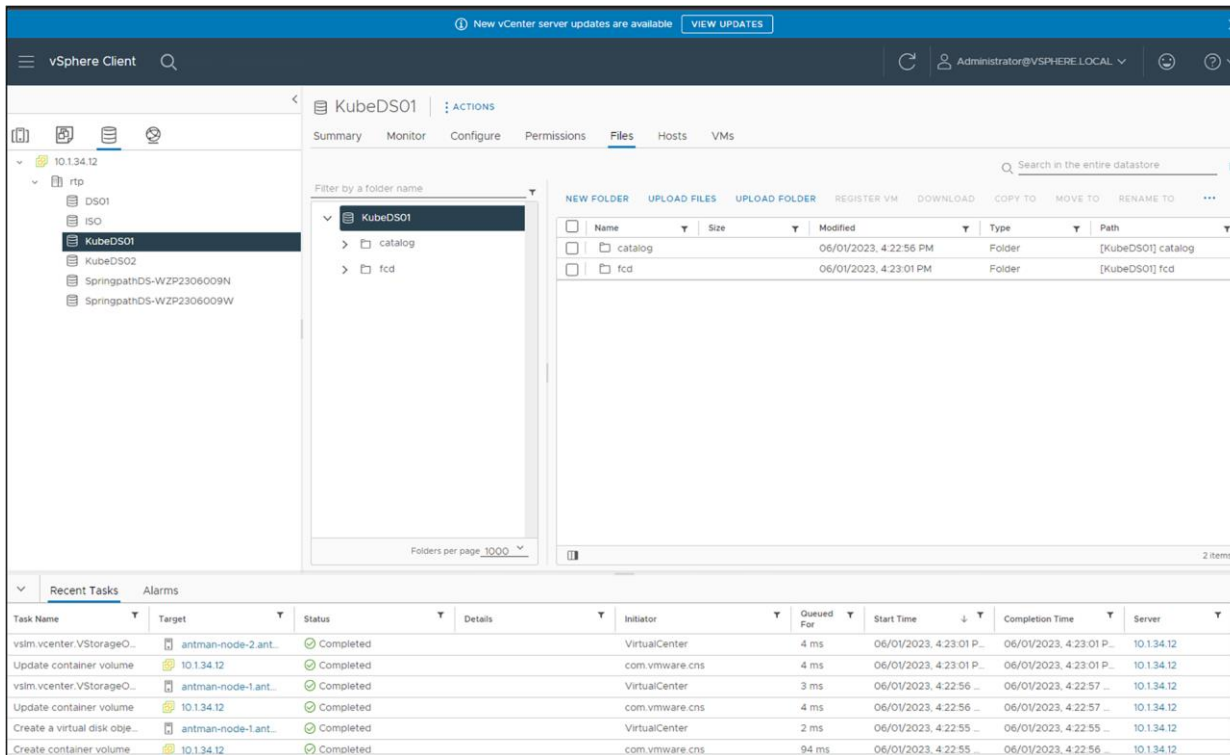 New vCenter server updates are available VIEW UPDATES
vSphere Client Administrator@VSPHERE.LOCAL
KubeDS01 ACTIONS
Summary Monitor Configure Permissions Files Hosts VMs
10.1.34.12
rtp
DS01
ISO
KubeDS01
KubeDS02
SpringpathDS-WZP2306009N
SpringpathDS-WZP2306009W
Filter by a folder name
KubeDS01
catalog
fcd
Folders per page 1000
Search in the entire datastore
NEW FOLDER UPLOAD FILES UPLOAD FOLDER REGISTER VM DOWNLOAD COPY TO MOVE TO RENAME TO ...
Name Size Modified Type Path
catalog 06/01/2023, 4:22:56 PM Folder [KubeDS01] catalog
fcd 06/01/2023, 4:23:01 PM Folder [KubeDS01] fcd
2 items
Recent Tasks Alarms
Task Name Target Status Details Initiator Queued For Start Time Completion Time Server
vslm.vcenter.VStorageO... antman-node-2.ant... Completed VirtualCenter 4 ms 06/01/2023, 4:23:01 P... 06/01/2023, 4:23:01 P... 10.1.34.12
Update container volume 10.1.34.12 Completed com.vmware.cns 4 ms 06/01/2023, 4:23:01 P... 06/01/2023, 4:23:01 P... 10.1.34.12
vslm.vcenter.VStorageO... antman-node-1.ant... Completed VirtualCenter 3 ms 06/01/2023, 4:22:56 ... 06/01/2023, 4:22:57 ... 10.1.34.12
Update container volume 10.1.34.12 Completed com.vmware.cns 4 ms 06/01/2023, 4:22:56 ... 06/01/2023, 4:22:57 ... 10.1.34.12
Create a virtual disk obje... antman-node-1.ant... Completed VirtualCenter 2 ms 06/01/2023, 4:22:55 ... 06/01/2023, 4:22:55 ... 10.1.34.12
Create container volume 10.1.34.12 Completed com.vmware.cns 94 ms 06/01/2023, 4:22:55 ... 06/01/2023, 4:22:56 ... 10.1.34.12